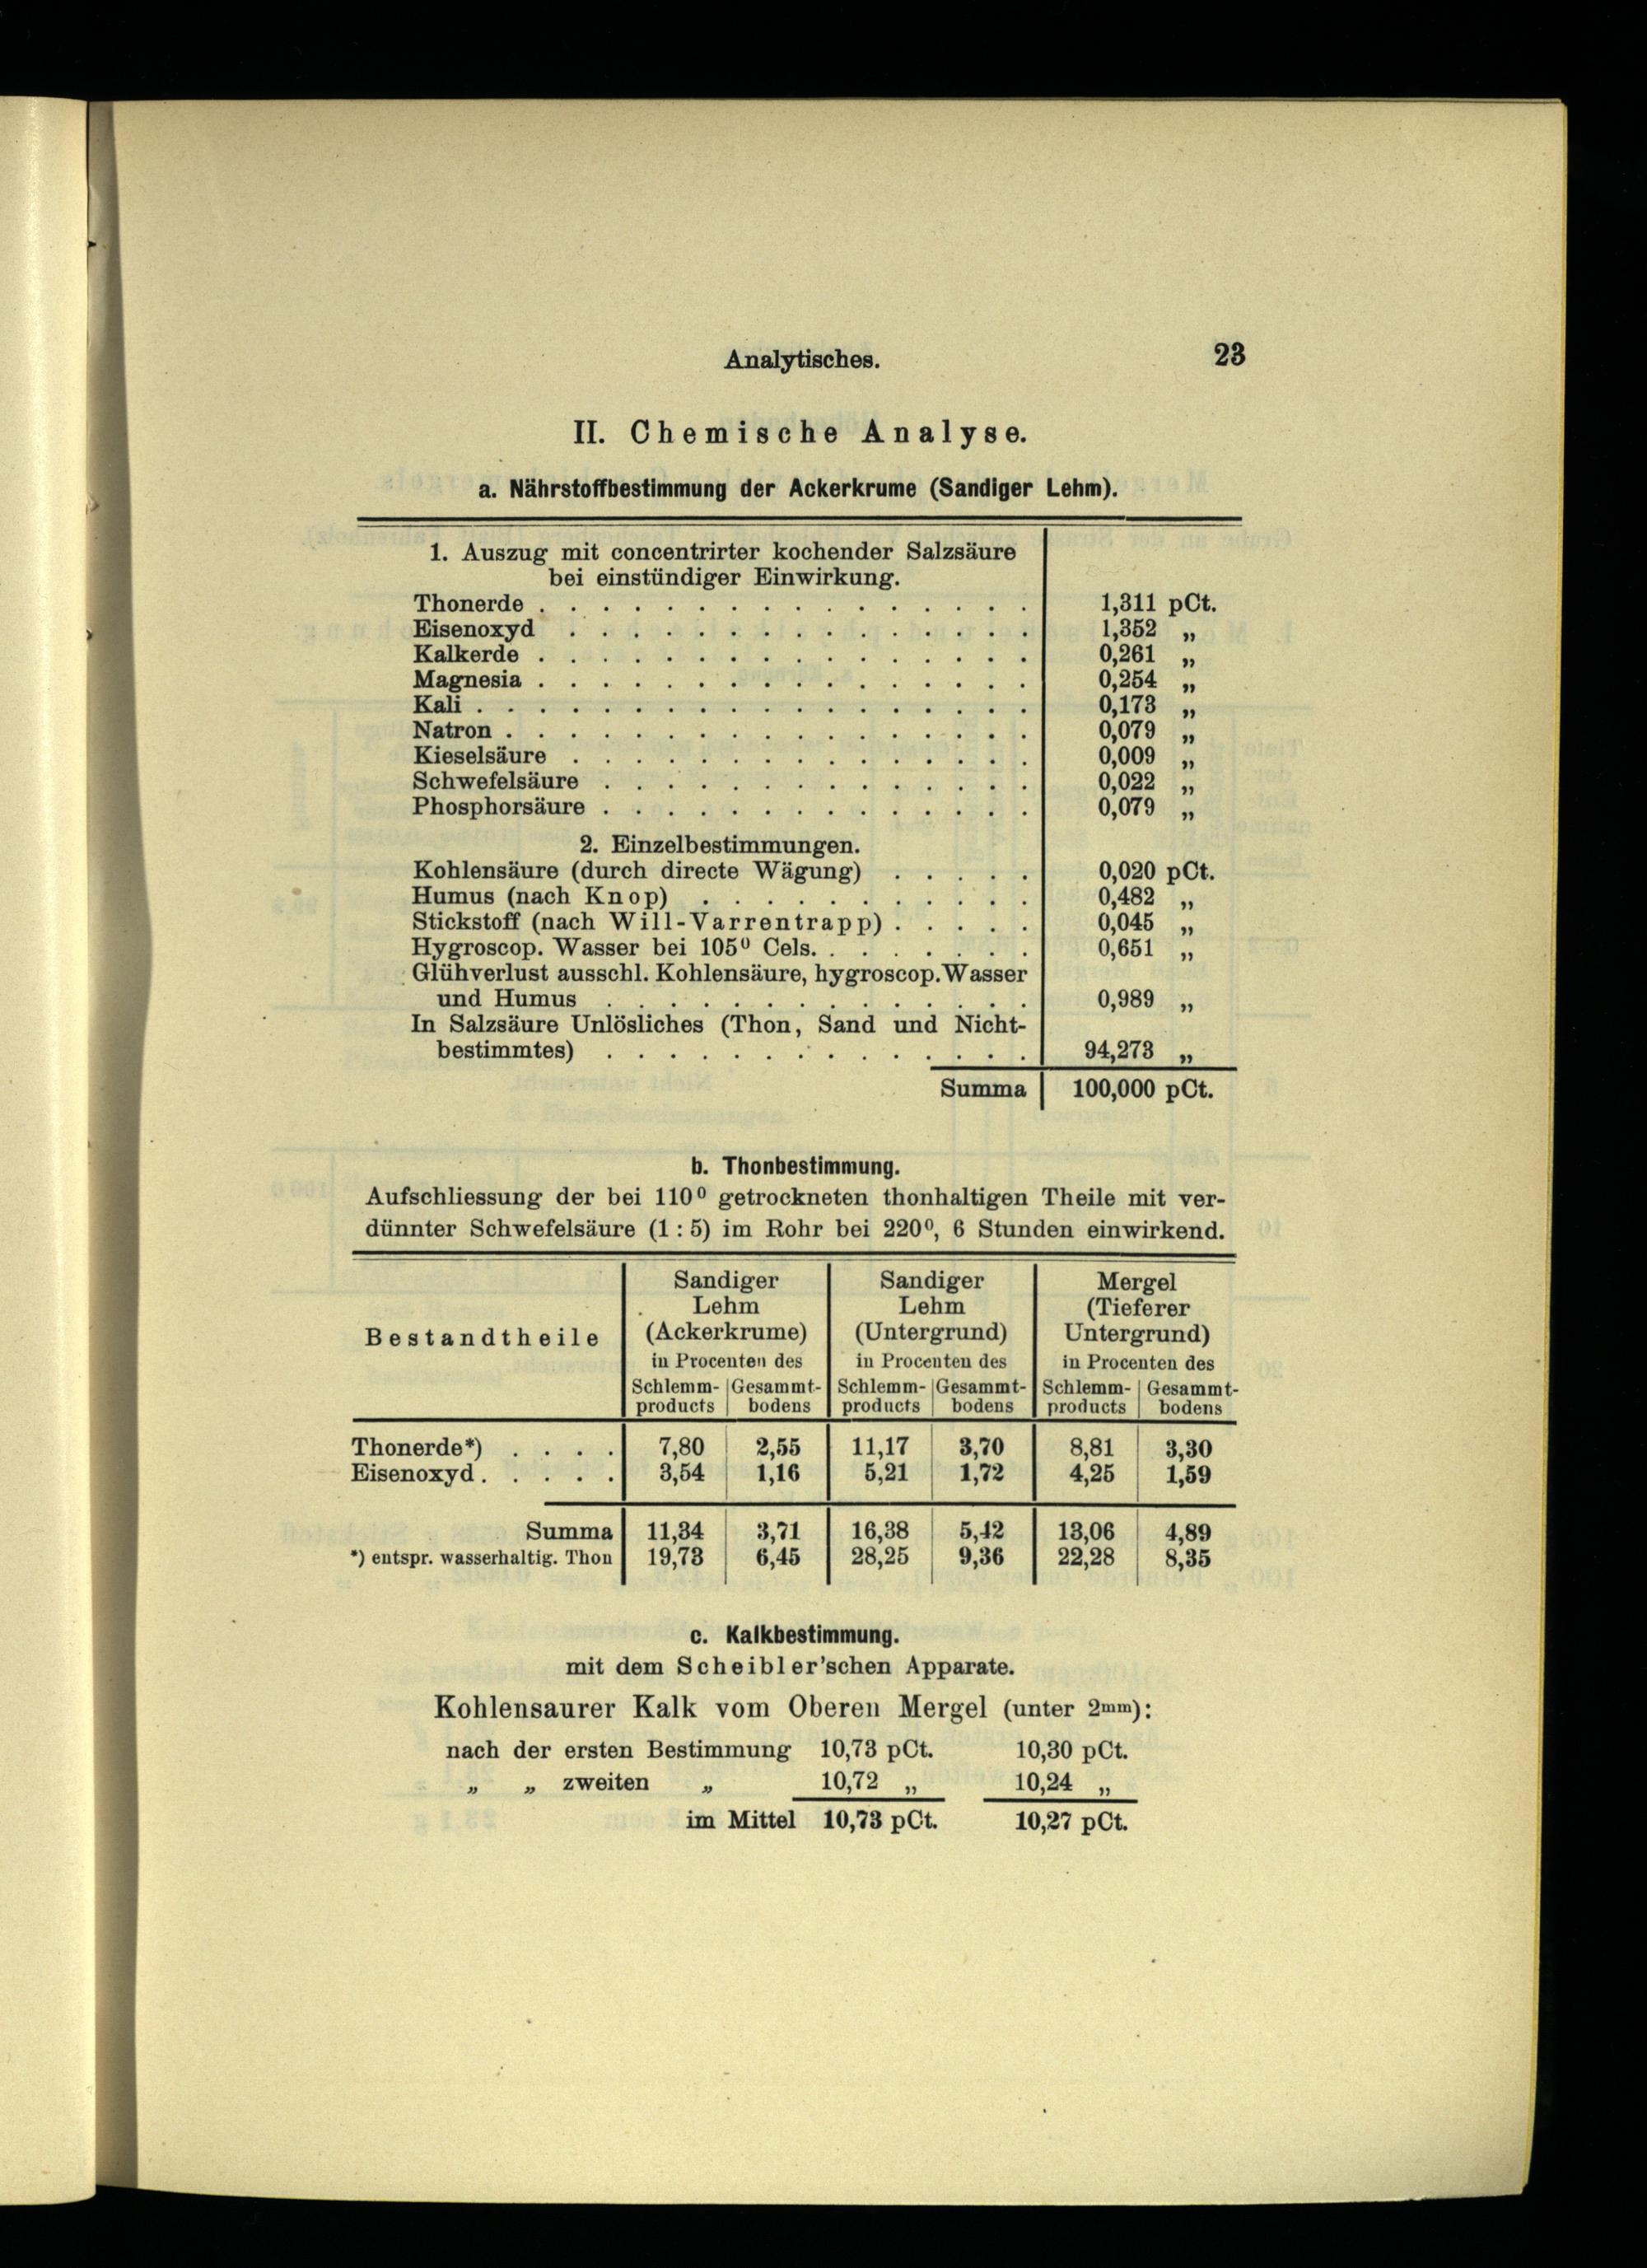 Analytisches. 23
II. Chemische Analyse.
a. Nährstoffbestimmung der Ackerkrume (Sandiger Lehm).
1. Auszug mit concentrirter kochender Salzsäure
bei einstündiger Einwirkung.
Thonerde . . . . . . . . . . . . . . . . 1,311 pCt.
Eisenoxyd . . . . . . . . . . . . . . . 1,352 „
Kalkerde . . . . . . . . . . . . . . . . 0,261 „
Magnesia . . . . . . . . . . . . . . . . 0,254 „
Kali . . . . . . . . . . . . . . . . . . 0,173 „
Natron . . . . . . . . . . . . . . . . . 0,079 „
Kieselsäure . . . . . . . . . . . . . . . 0,009 „
Schwefelsäure . . . . . . . . . . . . . . 0,022 „
Phosphorsäure . . . . . . . . . . . . . . 0,079 „
2. Einzelbestimmungen.
Kohlensäure (durch directe Wägung) . . . . . 0,020 pCt.
Humus (nach Knop) . . . . . . . . . . . 0,482 „
Stickstoff (nach Will-Varrentrapp) . . . . . 0,045 „
Hygroscop. Wasser bei 105⁰ Cels. . . . . . . . 0,651 „
Glühverlust ausschl. Kohlensäure, hygroscop. Wasser
und Humus . . . . . . . . . . . . . . 0,989 „
In Salzsäure Unlösliches (Thon, Sand und Nicht-
bestimmtes) . . . . . . . . . . . . . . 94,273 „
Summa 100,000 pCt.
b. Thonbestimmung.
Aufschliessung der bei 110⁰ getrockneten thonhaltigen Theile mit ver-
dünnter Schwefelsäure (1 : 5) im Rohr bei 220⁰, 6 Stunden einwirkend.
Sandiger Sandiger Mergel
Lehm Lehm (Tieferer
Bestandtheile (Ackerkrume) (Untergrund) Untergrund)
in Procenten des in Procenten des in Procenten des
Schlemm- Gesammt- Schlemm- Gesammt- Schlemm- Gesammt-
products bodens products bodens products bodens
Thonerde*) . . . . 7,80 2,55 11,17 3,70 8,81 3,30
Eisenoxyd . . . . . 3,54 1,16 5,21 1,72 4,25 1,59
Summa 11,34 3,71 16,38 5,42 13,06 4,89
*) entspr. wasserhaltig. Thon 19,73 6,45 28,25 9,36 22,28 8,35
c. Kalkbestimmung.
mit dem Scheibler'schen Apparate.
Kohlensaurer Kalk vom Oberen Mergel (unter 2mm):
nach der ersten Bestimmung 10,73 pCt. 10,30 pCt.
„ „ zweiten „ 10,72 „ 10,24 „
im Mittel 10,73 pCt. 10,27 pCt.